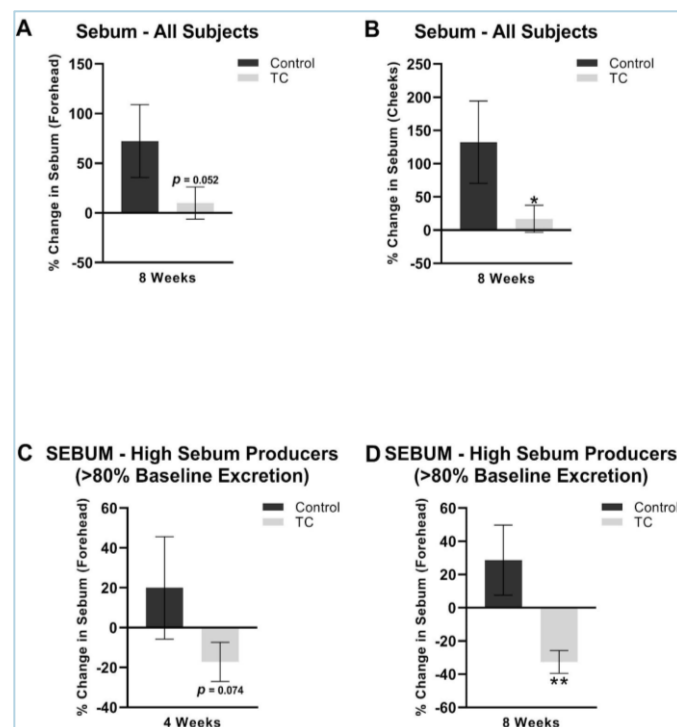 A
Sebum - All Subjects
% Change in Sebum (Forehead)
150
100
50
0
-50
Control
TC
p = 0.052
8 Weeks
B
Sebum - All Subjects
% Change in Sebum (Cheeks)
250
200
150
100
50
0
-50
Control
TC
*
8 Weeks
C
SEBUM - High Sebum Producers
(>80% Baseline Excretion)
% Change in Sebum (Forehead)
60
40
20
0
-20
-40
Control
TC
p = 0.074
4 Weeks
D
SEBUM - High Sebum Producers
(>80% Baseline Excretion)
% Change in Sebum (Forehead)
60
40
20
0
-20
-40
-60
Control
TC
**
8 Weeks